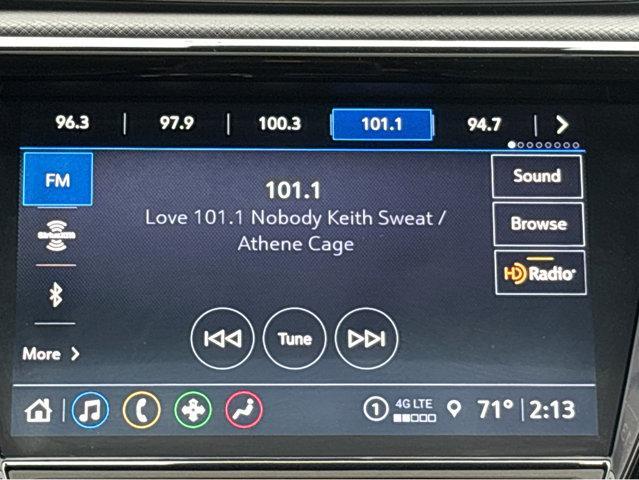 96.3 | 97.9 | 100.3 101.1 94.7 | >
FM
101.1
Sound
Love 101.1 Nobody Keith Sweat /
Athene Cage
SiriusXM
Browse
HD Radio
Tune
More >
1 4G LTE 71° | 2:13